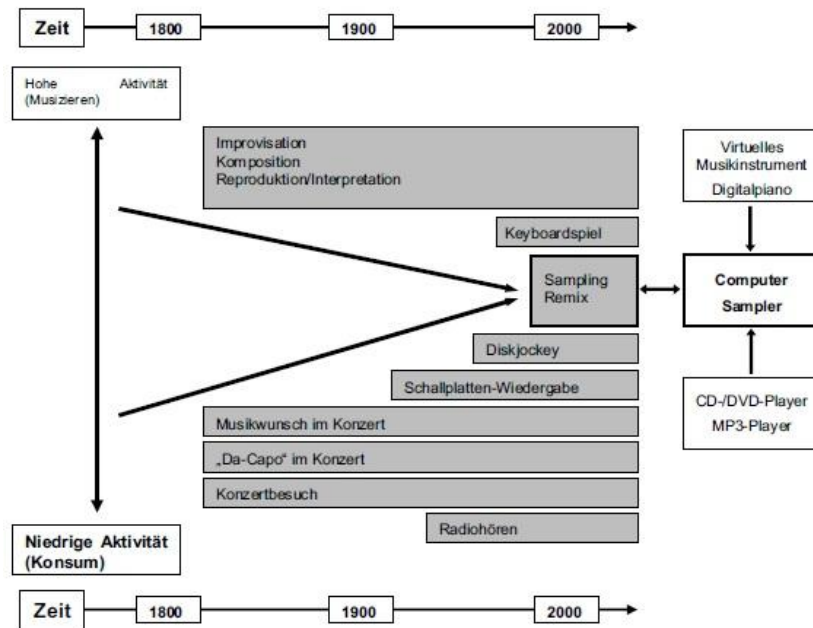 Zeit 1800 1900 2000
Hohe Aktivität
(Musizieren)
Improvisation
Komposition
Reproduktion/Interpretation
Virtuelles
Musikinstrument
Digitalpiano
Keyboardspiel
Sampling
Remix
Computer
Sampler
Diskjockey
Schallplatten-Wiedergabe
CD-/DVD-Player
MP3-Player
Musikwunsch im Konzert
„Da-Capo“ im Konzert
Konzertbesuch
Radiohören
Niedrige Aktivität
(Konsum)
Zeit 1800 1900 2000